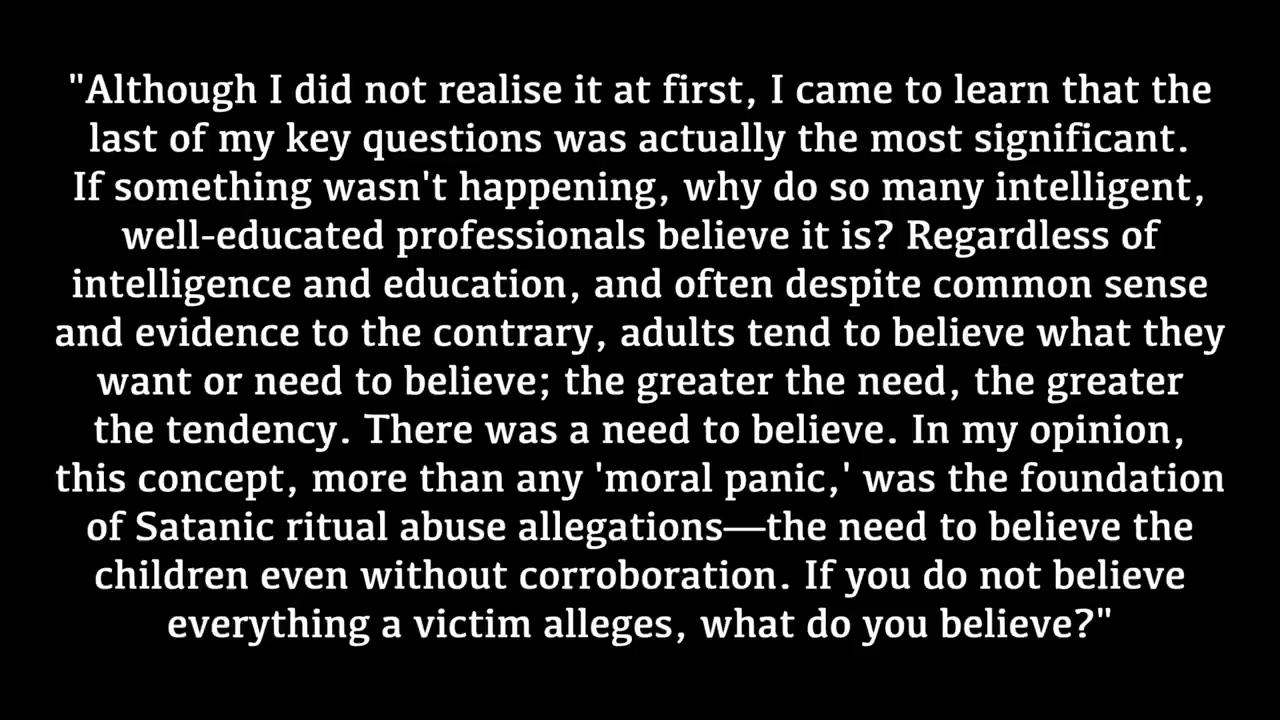 "Although I did not realise it at first, I came to learn that the
last of my key questions was actually the most significant.
If something wasn't happening, why do so many intelligent,
well-educated professionals believe it is? Regardless of
intelligence and education, and often despite common sense
and evidence to the contrary, adults tend to believe what they
want or need to believe; the greater the need, the greater
the tendency. There was a need to believe. In my opinion,
this concept, more than any 'moral panic,' was the foundation
of Satanic ritual abuse allegations—the need to believe the
children even without corroboration. If you do not believe
everything a victim alleges, what do you believe?"